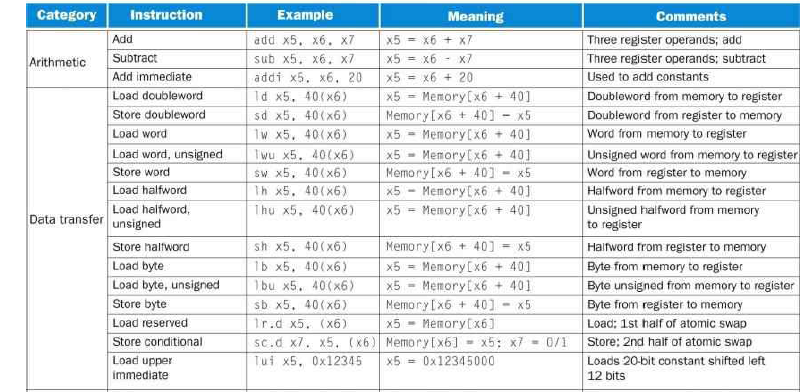 Category Instruction Example Meaning Comments
Arithmetic
Add add x5, x6, x7 x5 = x6 + x7 Three register operands; add
Subtract sub x5, x6, x7 x5 = x6 - x7 Three register operands; subtract
Add immediate addi x5, x6, 20 x5 = x6 + 20 Used to add constants
Data transfer
Load doubleword ld x5, 40(x6) x5 = Memory[x6 + 40] Doubleword from memory to register
Store doubleword sd x5, 40(x6) Memory[x6 + 40] = x5 Doubleword from register to memory
Load word lw x5, 40(x6) x5 = Memory[x6 + 40] Word from memory to register
Load word, unsigned lwu x5, 40(x6) x5 = Memory[x6 + 40] Unsigned word from memory to register
Store word sw x5, 40(x6) Memory[x6 + 40] = x5 Word from register to memory
Load halfword lh x5, 40(x6) x5 = Memory[x6 + 40] Halfword from memory to register
Load halfword, lhu x5, 40(x6) x5 = Memory[x6 + 40] Unsigned halfword from memory
unsigned to register
Store halfword sh x5, 40(x6) Memory[x6 + 40] = x5 Halfword from register to memory
Load byte lb x5, 40(x6) x5 = Memory[x6 + 40] Byte from memory to register
Load byte, unsigned lbu x5, 40(x6) x5 = Memory[x6 + 40] Byte unsigned from memory to register
Store byte sb x5, 40(x6) Memory[x6 + 40] = x5 Byte from register to memory
Load reserved lr.d x5, (x6) x5 = Memory[x6] Load; 1st half of atomic swap
Store conditional sc.d x7, x5, (x6) Memory[x6] = x5; x7 = 0/1 Store; 2nd half of atomic swap
Load upper lui x5, 0x12345 x5 = 0x12345000 Loads 20-bit constant shifted left
immediate 12 bits